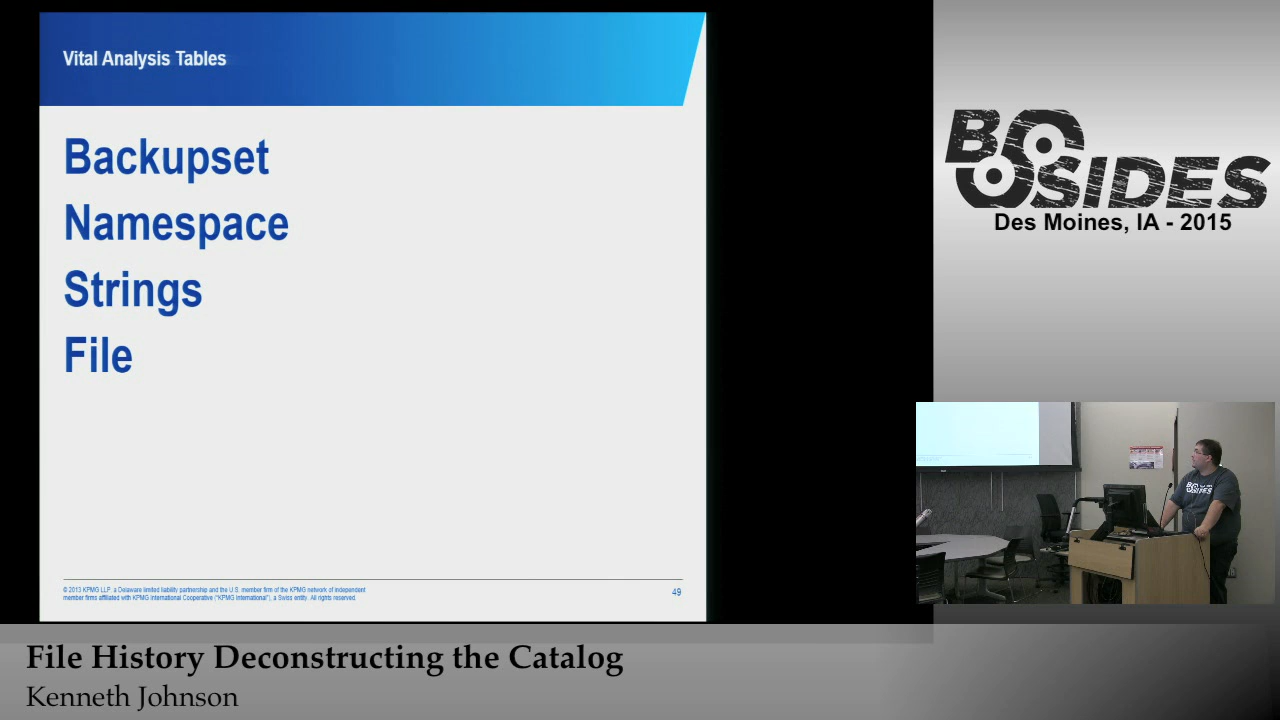 Vital Analysis Tables
Backupset
Namespace
Strings
File
© 2013 KPMG LLP, a Delaware limited liability partnership and the U.S. member firm of the KPMG network of independent
member firms affiliated with KPMG International Cooperative ("KPMG International"), a Swiss entity. All rights reserved.
49
BSIDES
Des Moines, IA - 2015
BSIDES
File History Deconstructing the Catalog
Kenneth Johnson